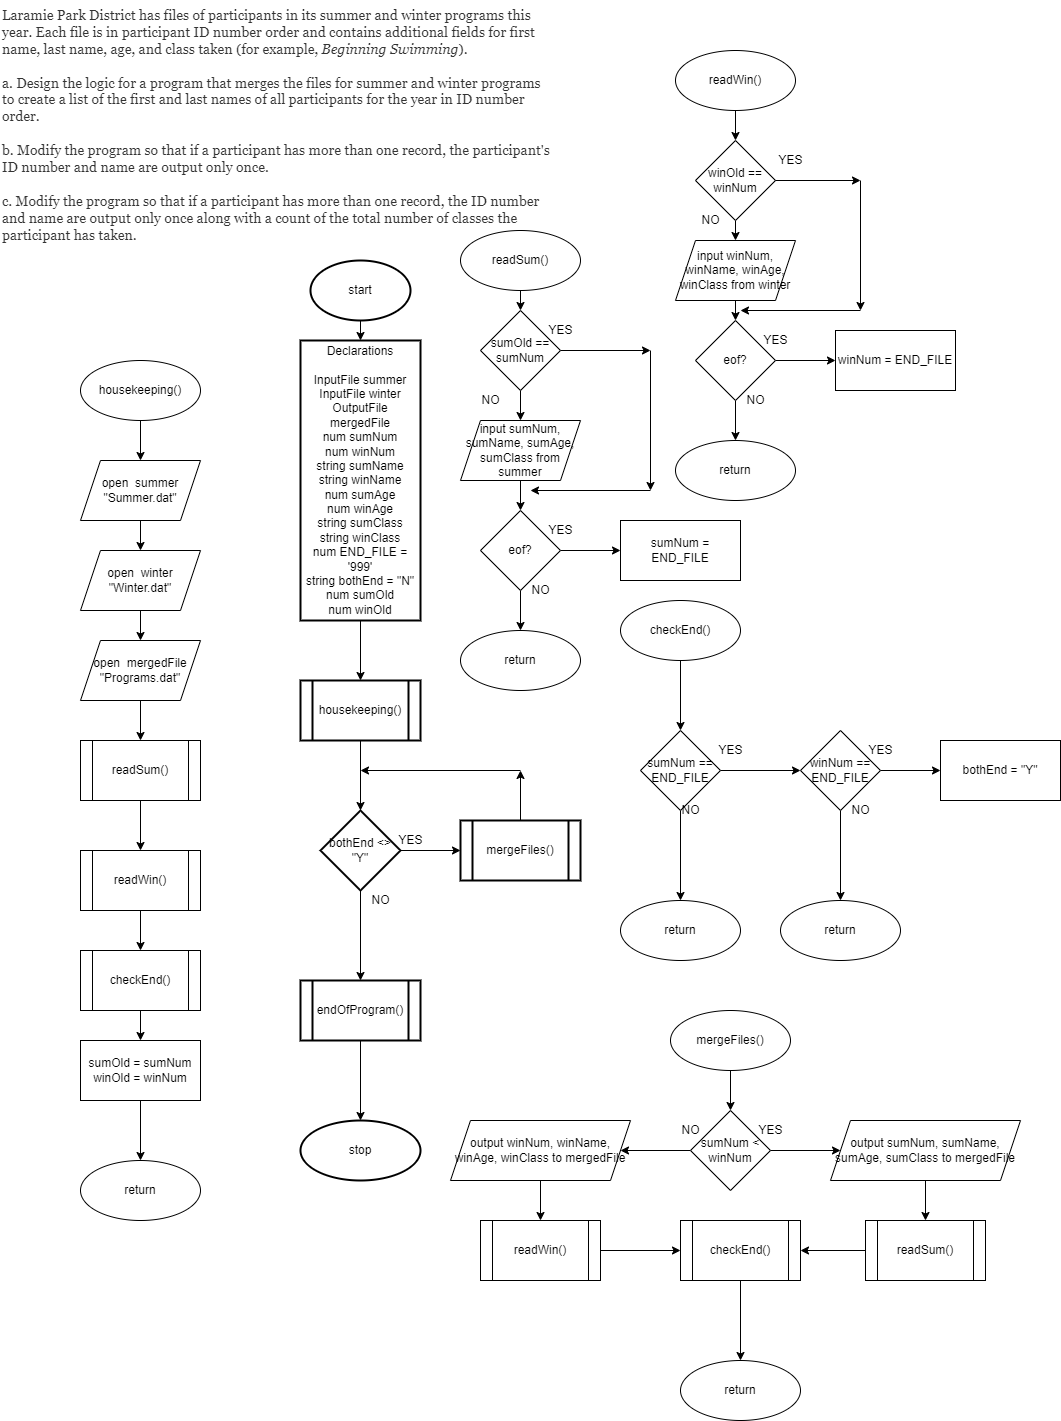 Laramie Park District has files of participants in its summer and winter programs this
year. Each file is in participant ID number order and contains additional fields for first
name, last name, age, and class taken (for example, Beginning Swimming).
a. Design the logic for a program that merges the files for summer and winter programs
to create a list of the first and last names of all participants for the year in ID number
order.
b. Modify the program so that if a participant has more than one record, the participant's
ID number and name are output only once.
c. Modify the program so that if a participant has more than one record, the ID number
and name are output only once along with a count of the total number of classes the
participant has taken.
housekeeping()
open summer
"Summer.dat"
open winter
"Winter.dat"
open mergedFile
"Programs.dat"
readSum()
readWin()
checkEnd()
sumOld = sumNum
winOld = winNum
return
start
Declarations
InputFile summer
InputFile winter
OutputFile
mergedFile
num sumNum
num winNum
string sumName
string winName
num sumAge
num winAge
string sumClass
string winClass
num END_FILE =
'999'
string bothEnd = "N"
num sumOld
num winOld
housekeeping()
bothEnd <>
"Y"
YES
mergeFiles()
NO
endOfProgram()
stop
readSum()
sumOld ==
sumNum
YES
NO
input sumNum,
sumName, sumAge,
sumClass from
summer
eof?
YES
sumNum =
END_FILE
NO
return
readWin()
winOld ==
winNum
YES
NO
input winNum,
winName, winAge,
winClass from winter
eof?
YES
winNum = END_FILE
NO
return
checkEnd()
sumNum ==
END_FILE
YES
winNum ==
END_FILE
YES
bothEnd = "Y"
NO
NO
return
return
mergeFiles()
sumNum <
winNum
NO
YES
output winNum, winName,
winAge, winClass to mergedFile
output sumNum, sumName,
sumAge, sumClass to mergedFile
readWin()
checkEnd()
readSum()
return